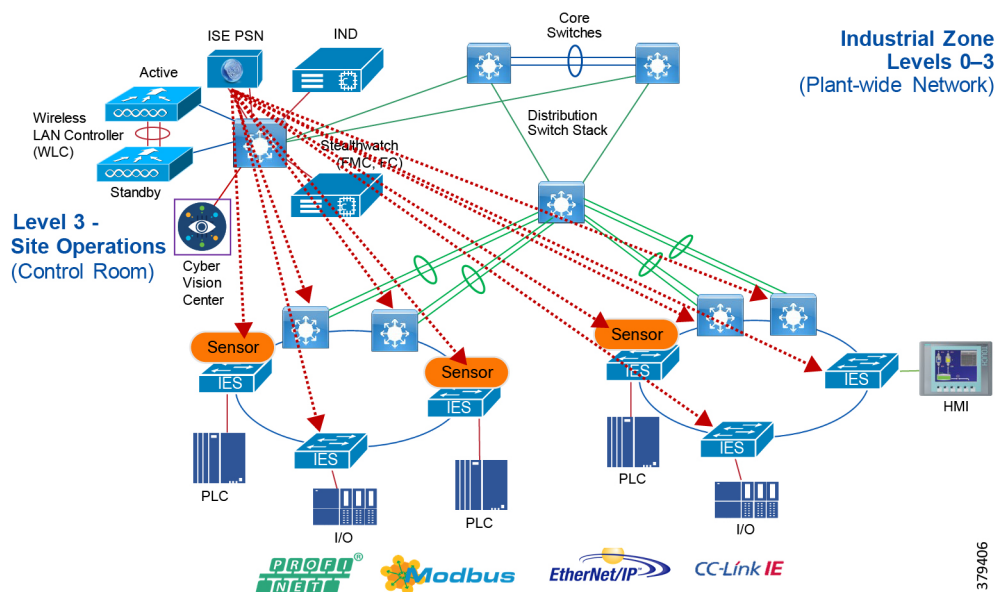 ISE PSN
IND
Core
Switches
Industrial Zone
Levels 0–3
(Plant-wide Network)
Active
Wireless
LAN Controller
(WLC)
Standby
Distribution
Switch Stack
Stealthwatch
(FMC, FC)
Level 3 -
Site Operations
(Control Room)
Cyber
Vision
Center
Sensor
Sensor
Sensor
IES
IES
IES
IES
IES
IES
HMI
PLC
PLC
PLC
I/O
I/O
PROFI
NET®
Modbus
EtherNet/IP
CC-Link IE
379406